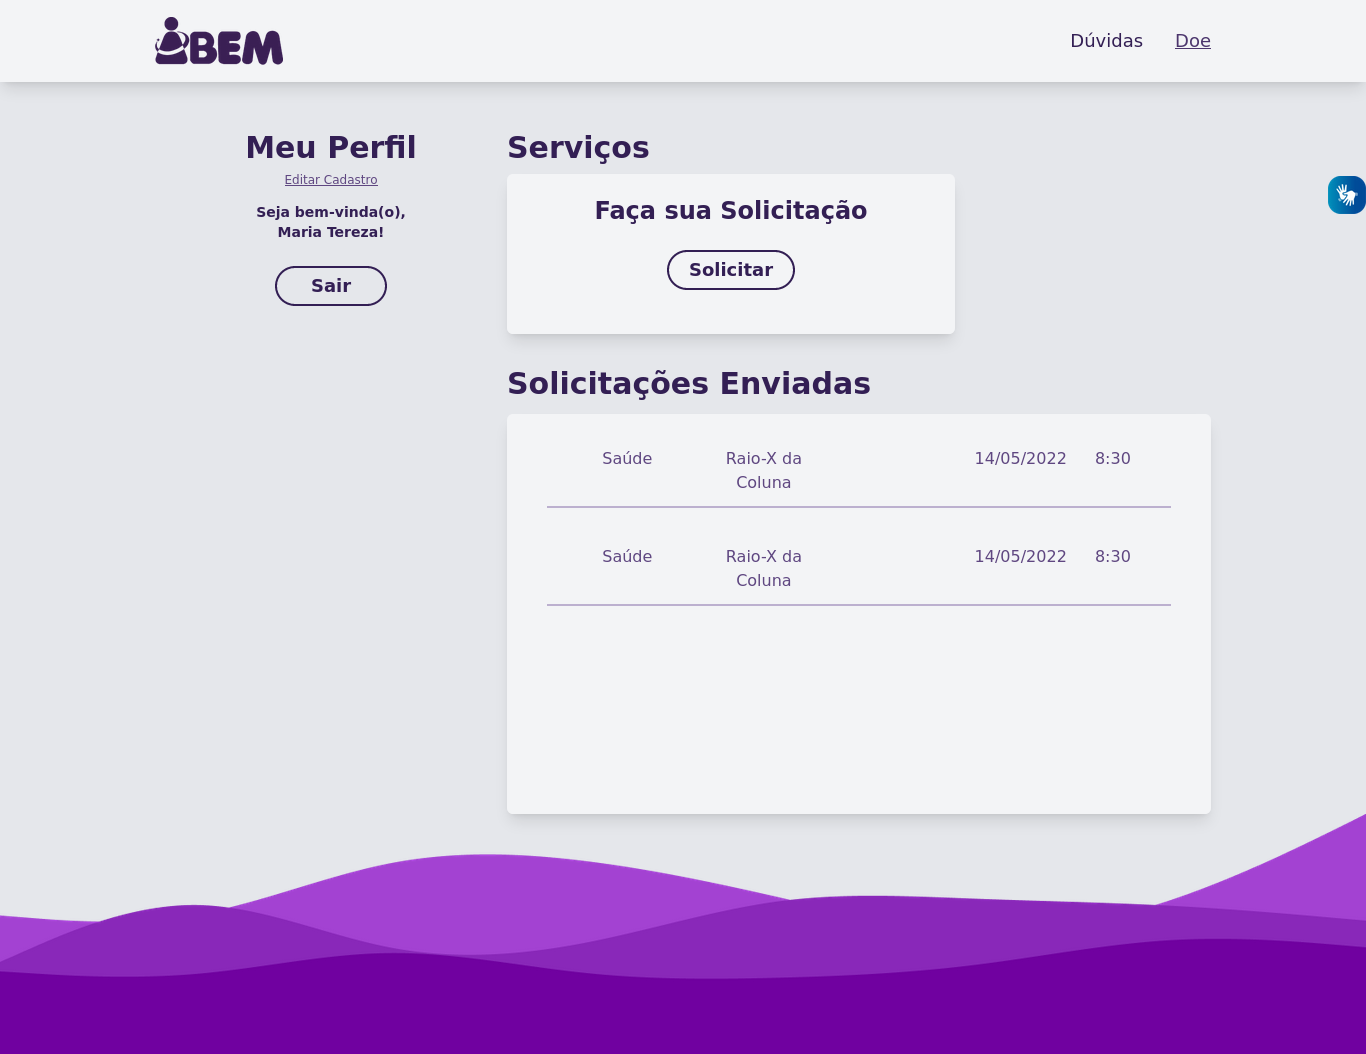 BEM
Dúvidas
Doe
Meu Perfil
Editar Cadastro
Seja bem-vinda(o),
Maria Tereza!
Sair
Serviços
Faça sua Solicitação
Solicitar
Solicitações Enviadas
Saúde
Raio-X da
Coluna
14/05/2022
8:30
Saúde
Raio-X da
Coluna
14/05/2022
8:30